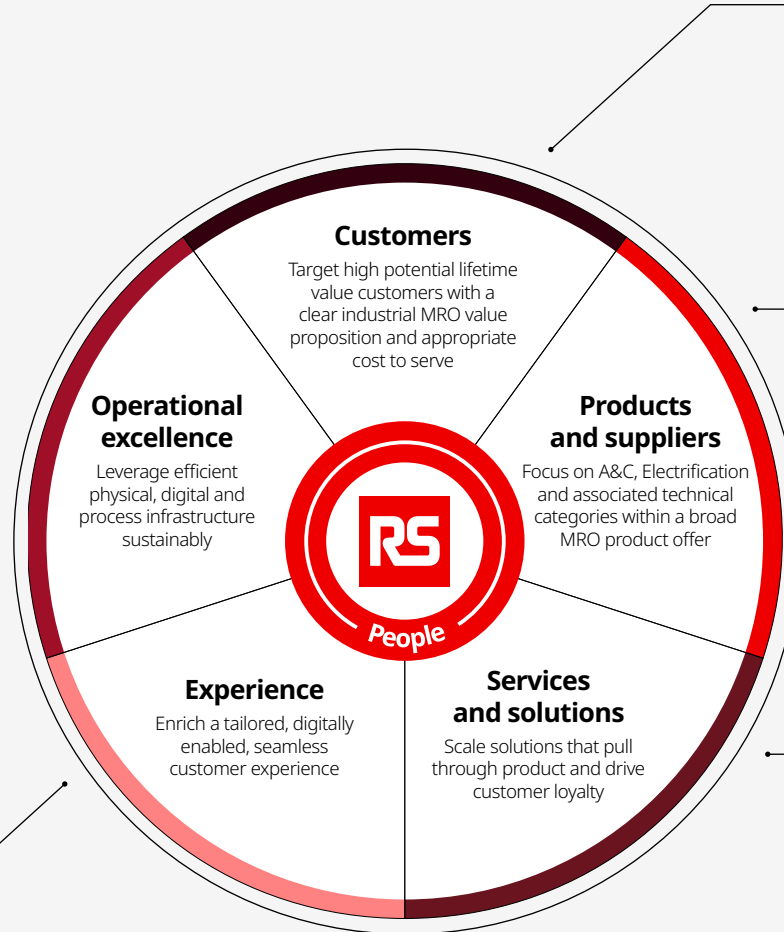 Customers
Target high potential lifetime
value customers with a
clear industrial MRO value
proposition and appropriate
cost to serve
Products
and suppliers
Focus on A&C, Electrification
and associated technical
categories within a broad
MRO product offer
Services
and solutions
Scale solutions that pull
through product and drive
customer loyalty
Experience
Enrich a tailored, digitally
enabled, seamless
customer experience
Operational
excellence
Leverage efficient
physical, digital and
process infrastructure
sustainably
RS
People